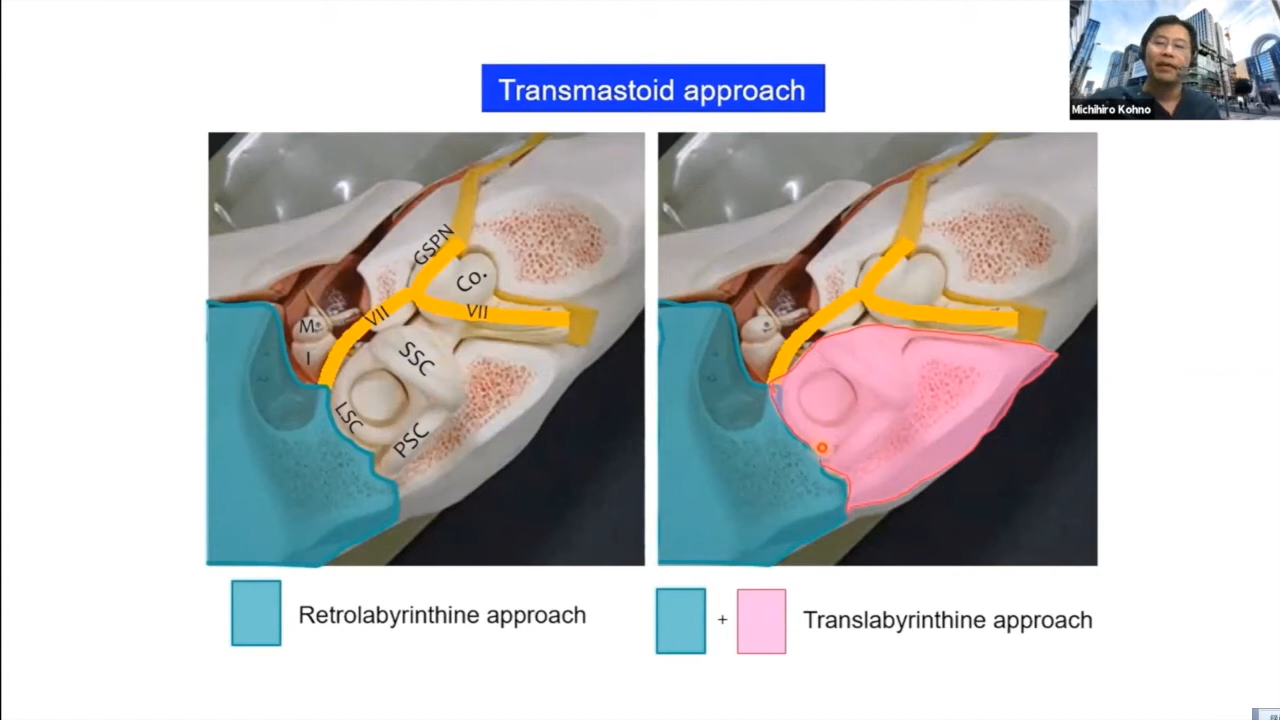 Michihiro Kohno
Transmastoid approach
GSPN
Co.
VII
VII
M.
I
SSC
LSC
PSC
Retrolabyrinthine approach
+
Translabyrinthine approach